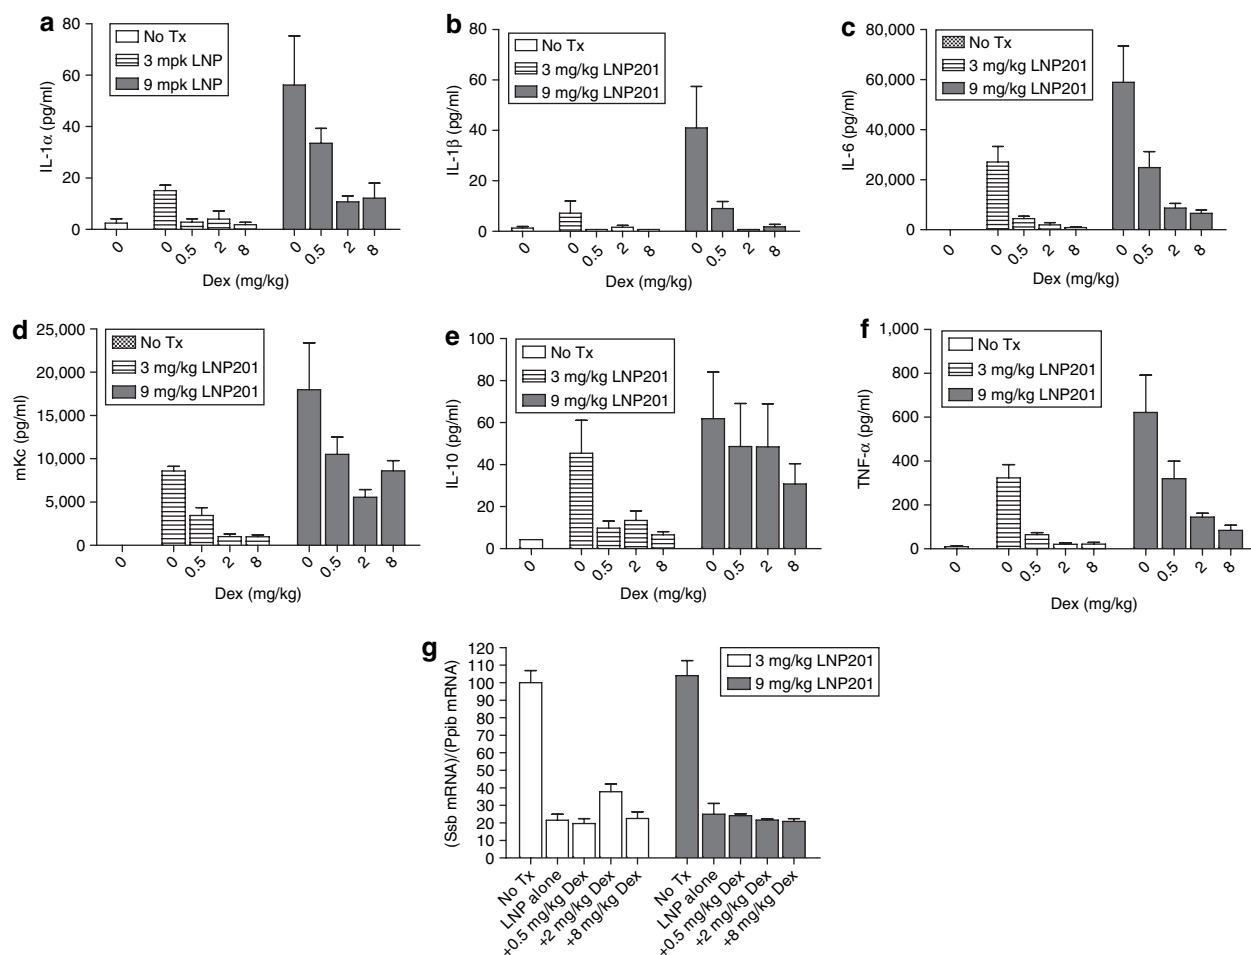 a
80
60
40
20
0
IL-1α (pg/ml)
No Tx
3 mpk LNP
9 mpk LNP
0 0 0.5 2 8 0 0.5 2 8
Dex (mg/kg)
b
80
60
40
20
0
IL-1β (pg/ml)
No Tx
3 mg/kg LNP201
9 mg/kg LNP201
0 0 0.5 2 8 0 0.5 2 8
Dex (mg/kg)
c
80,000
60,000
40,000
20,000
0
IL-6 (pg/ml)
No Tx
3 mg/kg LNP201
9 mg/kg LNP201
0 0 0.5 2 8 0 0.5 2 8
Dex (mg/kg)
d
25,000
20,000
15,000
10,000
5,000
0
mKc (pg/ml)
No Tx
3 mg/kg LNP201
9 mg/kg LNP201
0 0 0.5 2 8 0 0.5 2 8
Dex (mg/kg)
e
100
80
60
40
20
0
IL-10 (pg/ml)
No Tx
3 mg/kg LNP201
9 mg/kg LNP201
0 0 0.5 2 8 0 0.5 2 8
Dex (mg/kg)
f
1,000
800
600
400
200
0
TNF-α (pg/ml)
No Tx
3 mg/kg LNP201
9 mg/kg LNP201
0 0 0.5 2 8 0 0.5 2 8
Dex (mg/kg)
g
120
110
100
90
80
70
60
50
40
30
20
10
0
(Ssb mRNA)/(Ppib mRNA)
3 mg/kg LNP201
9 mg/kg LNP201
No Tx
LNP alone
+0.5 mg/kg Dex
+2 mg/kg Dex
+8 mg/kg Dex
No Tx
LNP alone
+0.5 mg/kg Dex
+2 mg/kg Dex
+8 mg/kg Dex